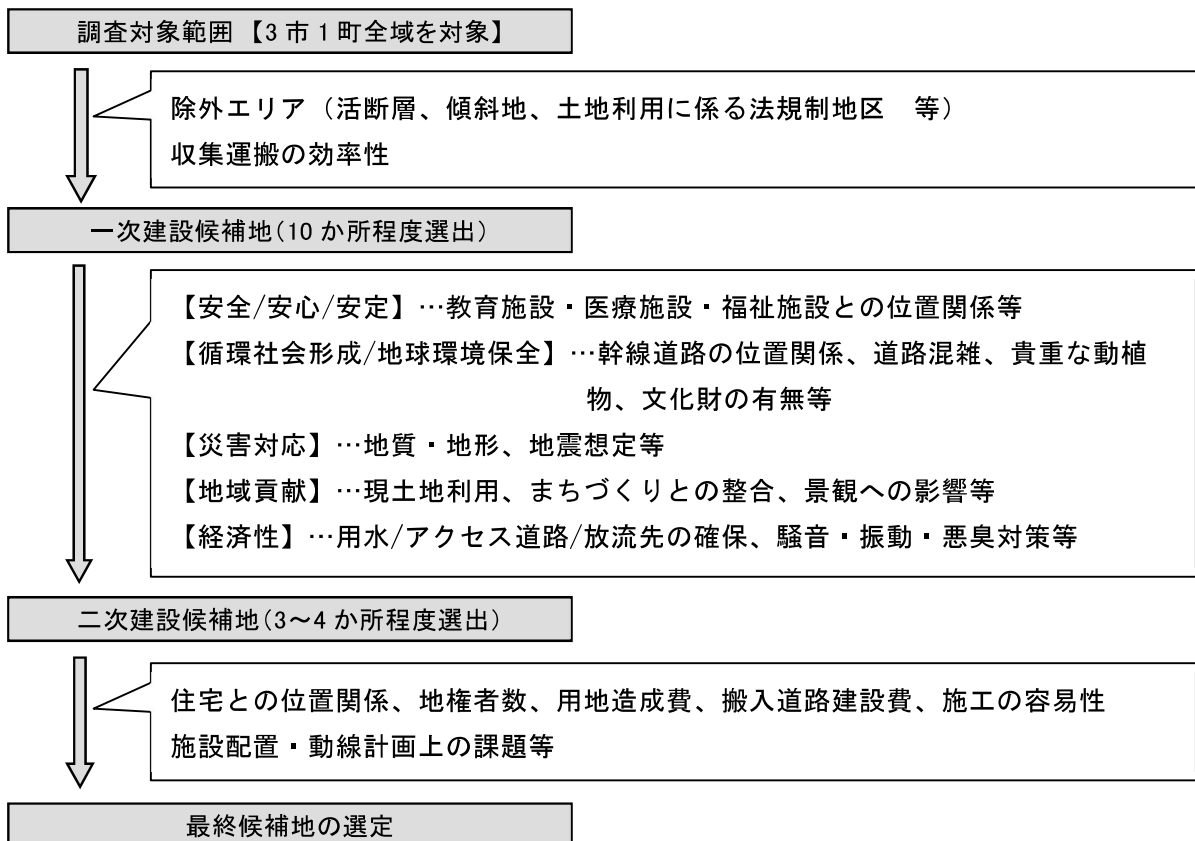 調査対象範囲【3市1町全域を対象】
除外エリア（活断層、傾斜地、土地利用に係る法規制地区　等）
収集運搬の効率性
一次建設候補地(10か所程度選出)
【安全/安心/安定】…教育施設・医療施設・福祉施設との位置関係等
【循環社会形成/地球環境保全】…幹線道路の位置関係、道路混雑、貴重な動植
物、文化財の有無等
【災害対応】…地質・地形、地震想定等
【地域貢献】…現土地利用、まちづくりとの整合、景観への影響等
【経済性】…用水/アクセス道路/放流先の確保、騒音・振動・悪臭対策等
二次建設候補地(3～4か所程度選出)
住宅との位置関係、地権者数、用地造成費、搬入道路建設費、施工の容易性
施設配置・動線計画上の課題等
最終候補地の選定